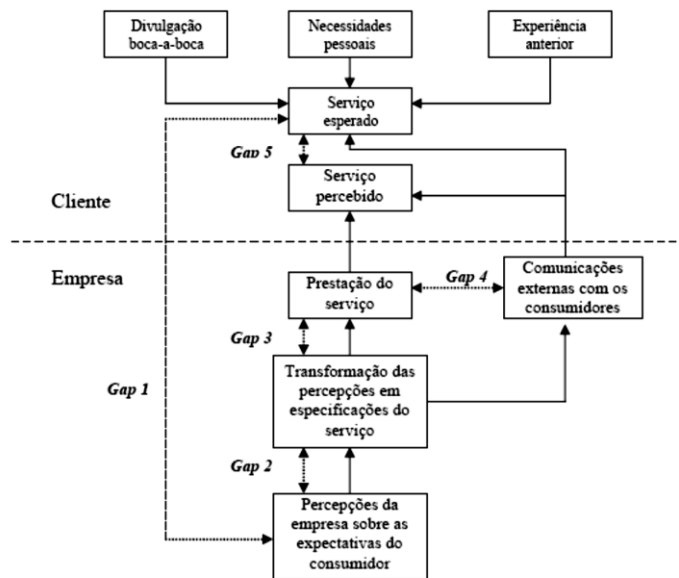 Divulgação
boca-a-boca
Necessidades
pessoais
Experiência
anterior
Serviço
esperado
Gap 5
Serviço
percebido
Cliente
Empresa
Prestação do
serviço
Gap 4
Comunicações
externas com os
consumidores
Gap 3
Transformação das
percepções em
especificações do
serviço
Gap 1
Gap 2
Percepções da
empresa sobre as
expectativas do
consumidor